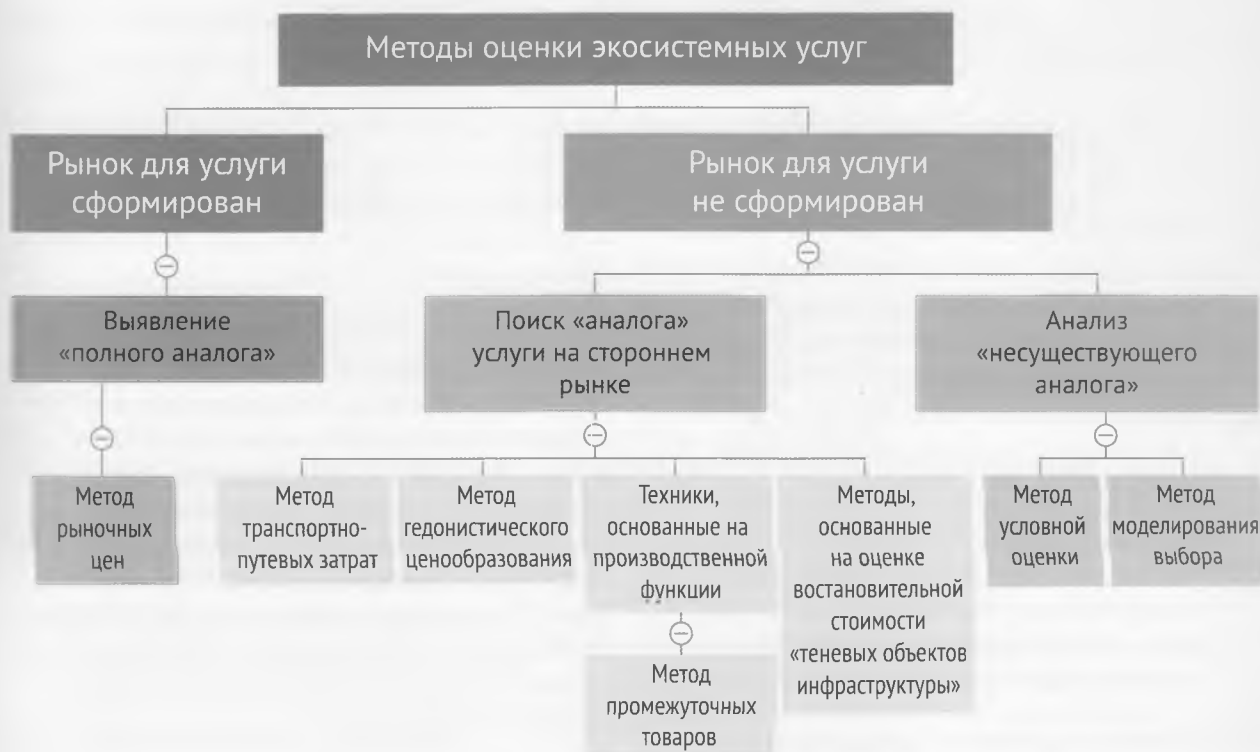 Методы оценки экосистемных услуг
Рынок для услуги
сформирован
Рынок для услуги
не сформирован
Выявление
«полного аналога»
Поиск «аналога»
услуги на стороннем
рынке
Анализ
«несуществующего
аналога»
Метод
рыночных
цен
Метод
транспортно-
путевых затрат
Метод
гедонистического
ценообразования
Техники,
основанные на
производственной
функции
Методы,
основанные
на оценке
востановительной
стоимости
«теневых объектов
инфраструктуры»
Метод
условной
оценки
Метод
моделирования
выбора
Метод
промежуточных
товаров